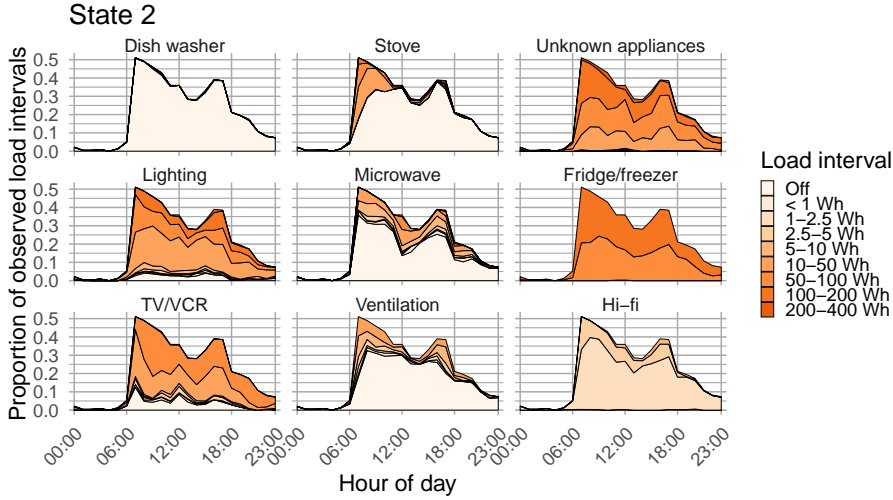 State 2
Dish washer Stove Unknown appliances
0.5
0.4
0.3
0.2
0.1
0.0
Lighting Microwave Fridge/freezer
0.5
0.4
0.3
0.2
0.1
0.0
TV/VCR Ventilation Hi−fi
0.5
0.4
0.3
0.2
0.1
0.0
00:00 06:00 12:00 18:00 23:00 00:00 06:00 12:00 18:00 23:00 00:00 06:00 12:00 18:00 23:00
Hour of day
Proportion of observed load intervals
Load interval
Off
< 1 Wh
1−2.5 Wh
2.5−5 Wh
5−10 Wh
10−50 Wh
50−100 Wh
100−200 Wh
200−400 Wh